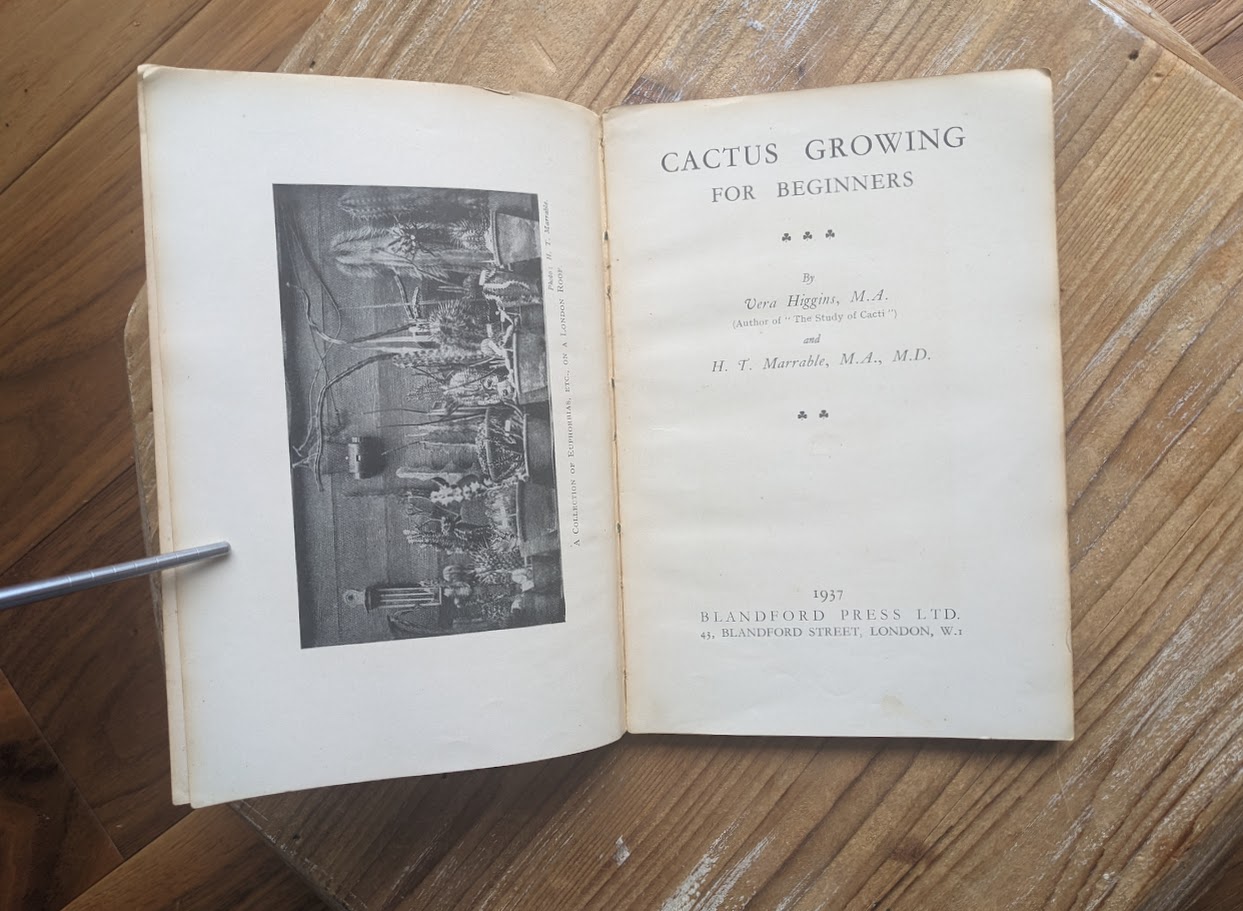 Photo: H. T. Marrable.
A Collection of Euphorbias, etc., on a London Roof
CACTUS GROWING
FOR BEGINNERS
By
Vera Higgins, M.A.
(Author of "The Study of Cacti")
and
H. T. Marrable, M.A., M.D.
1937
BLANDFORD PRESS LTD.
43, BLANDFORD STREET, LONDON, W.1